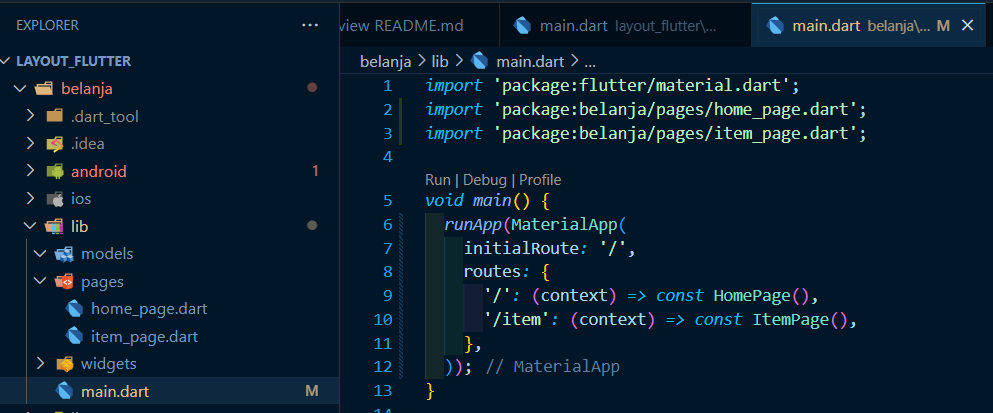 EXPLORER
LAYOUT_FLUTTER
belanja
.dart_tool
.idea
android 1
ios
lib
models
pages
home_page.dart
item_page.dart
widgets
main.dart M
view README.md
main.dart layout_flutter\...
main.dart belanja\... M
belanja > lib > main.dart > ...
1 import 'package:flutter/material.dart';
2 import 'package:belanja/pages/home_page.dart';
3 import 'package:belanja/pages/item_page.dart';
4
Run | Debug | Profile
5 void main() {
6 runApp(MaterialApp(
7 initialRoute: '/',
8 routes: {
9 '/': (context) => const HomePage(),
10 '/item': (context) => const ItemPage(),
11 },
12 )); // MaterialApp
13 }